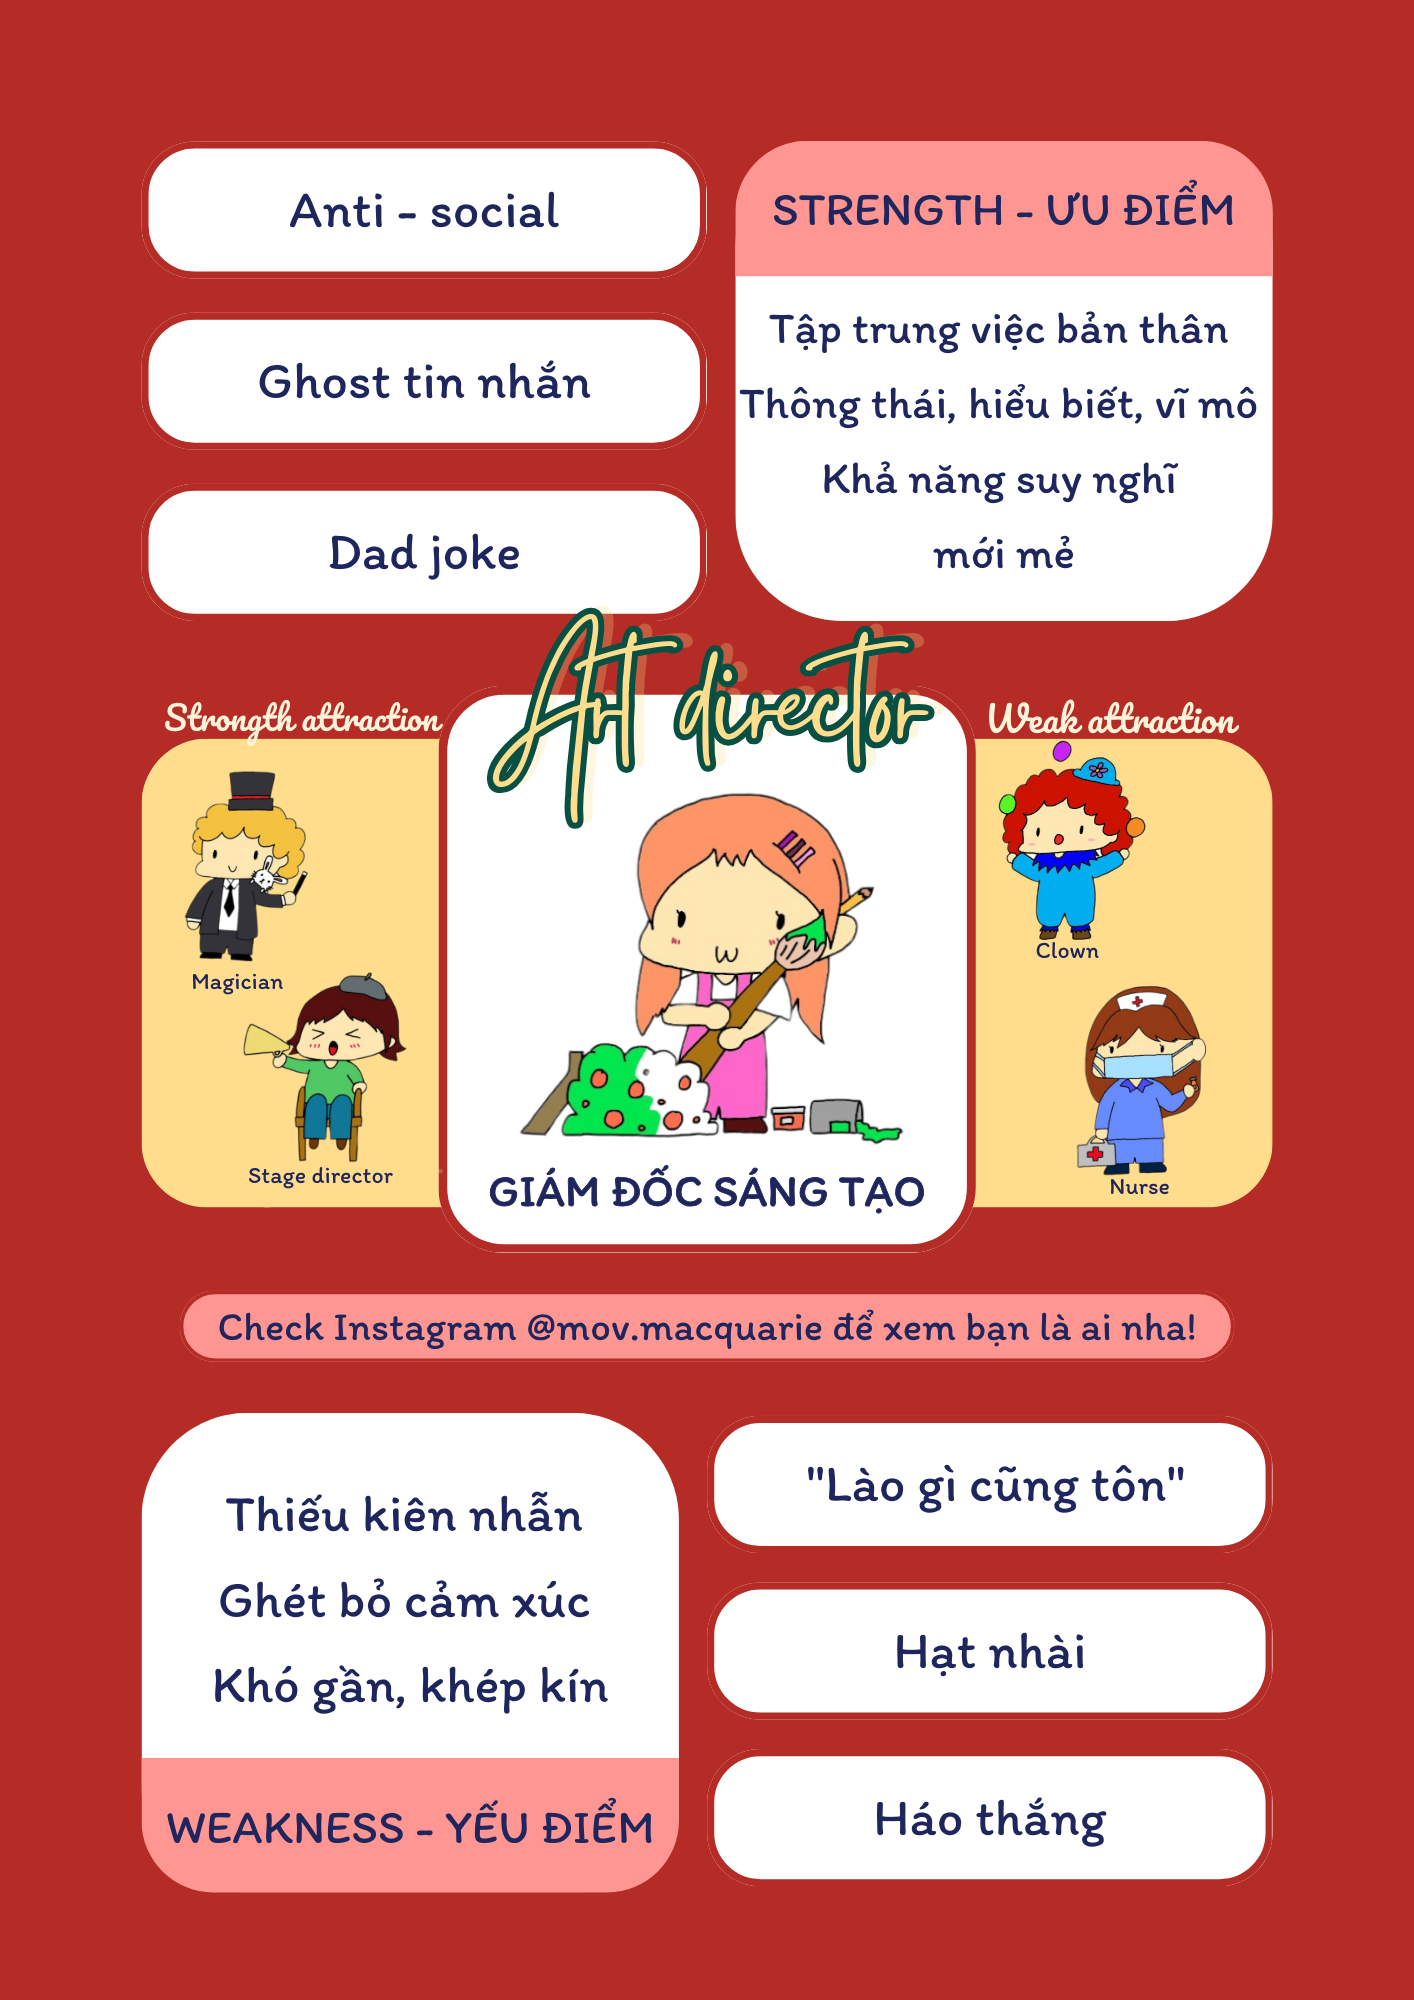 Anti - social
Ghost tin nhắn
Dad joke
STRENGTH - ƯU ĐIỂM
Tập trung việc bản thân
Thông thái, hiểu biết, vĩ mô
Khả năng suy nghĩ
mới mẻ
Art director
Strong​th attraction
Magician
Stage director
GIÁM ĐỐC SÁNG TẠO
Weak attraction
Clown
Nurse
Check Instagram @mov.macquarie để xem bạn là ai nha!
Thiếu kiên nhẫn
Ghét bỏ cảm xúc
Khó gần, khép kín
WEAKNESS - YẾU ĐIỂM
"Lào gì cũng tôn"
Hạt nhài
Háo thắng